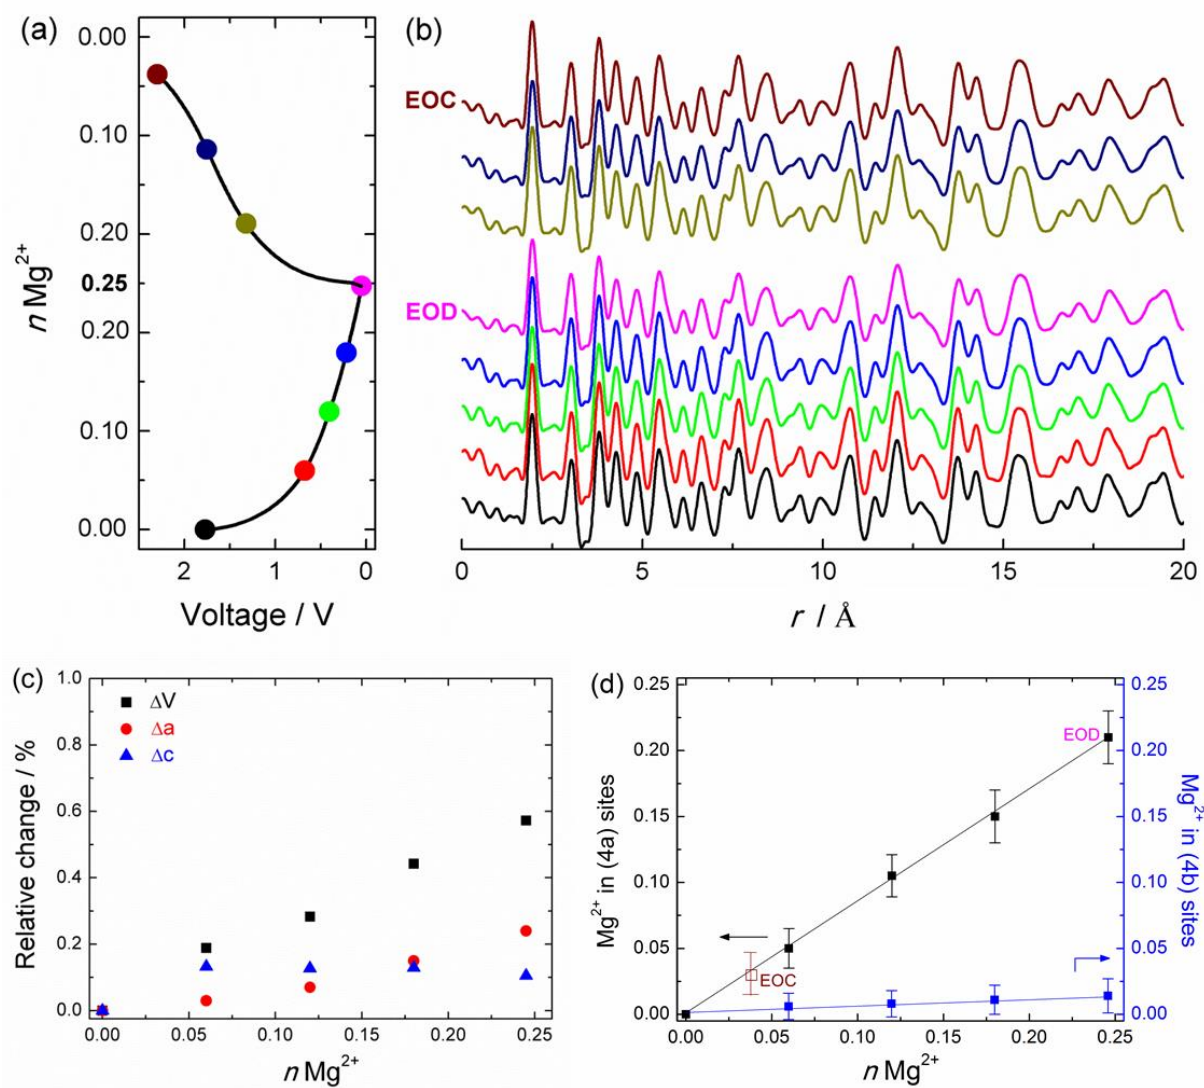 (a)
0.00
0.10
0.20
0.25
0.20
0.10
0.00
n Mg2+
2 1 0
Voltage / V
(b)
EOC
EOD
0 5 10 15 20
r / Å
(c)
1.0
0.8
0.6
0.4
0.2
0.0
Relative change / %
ΔV
Δa
Δc
0.00 0.05 0.10 0.15 0.20 0.25
n Mg2+
(d)
0.25
0.20
0.15
0.10
0.05
0.00
Mg2+ in (4a) sites
EOD
EOC
0.25
0.20
0.15
0.10
0.05
0.00
Mg2+ in (4b) sites
0.00 0.05 0.10 0.15 0.20 0.25
n Mg2+